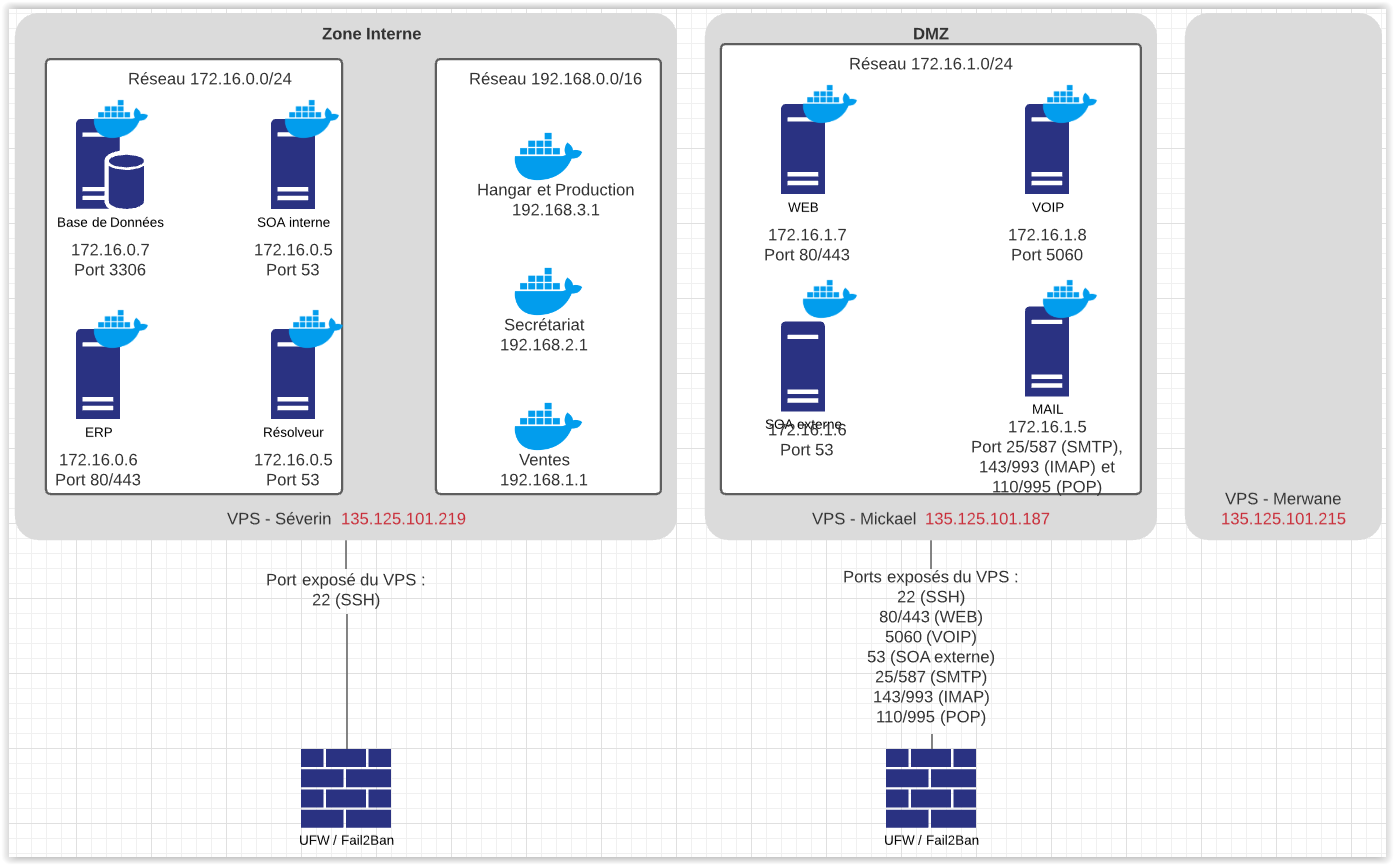 Zone Interne
Réseau 172.16.0.0/24
Base de Données
172.16.0.7
Port 3306
SOA interne
172.16.0.5
Port 53
ERP
172.16.0.6
Port 80/443
Résolveur
172.16.0.5
Port 53
Réseau 192.168.0.0/16
Hangar et Production
192.168.3.1
Secrétariat
192.168.2.1
Ventes
192.168.1.1
VPS - Séverin 135.125.101.219
DMZ
Réseau 172.16.1.0/24
WEB
172.16.1.7
Port 80/443
VOIP
172.16.1.8
Port 5060
SOA externe
172.16.1.6
Port 53
MAIL
172.16.1.5
Port 25/587 (SMTP),
143/993 (IMAP) et
110/995 (POP)
VPS - Mickael 135.125.101.187
VPS - Merwane
135.125.101.215
Port exposé du VPS :
22 (SSH)
UFW / Fail2Ban
Ports exposés du VPS :
22 (SSH)
80/443 (WEB)
5060 (VOIP)
53 (SOA externe)
25/587 (SMTP)
143/993 (IMAP)
110/995 (POP)
UFW / Fail2Ban